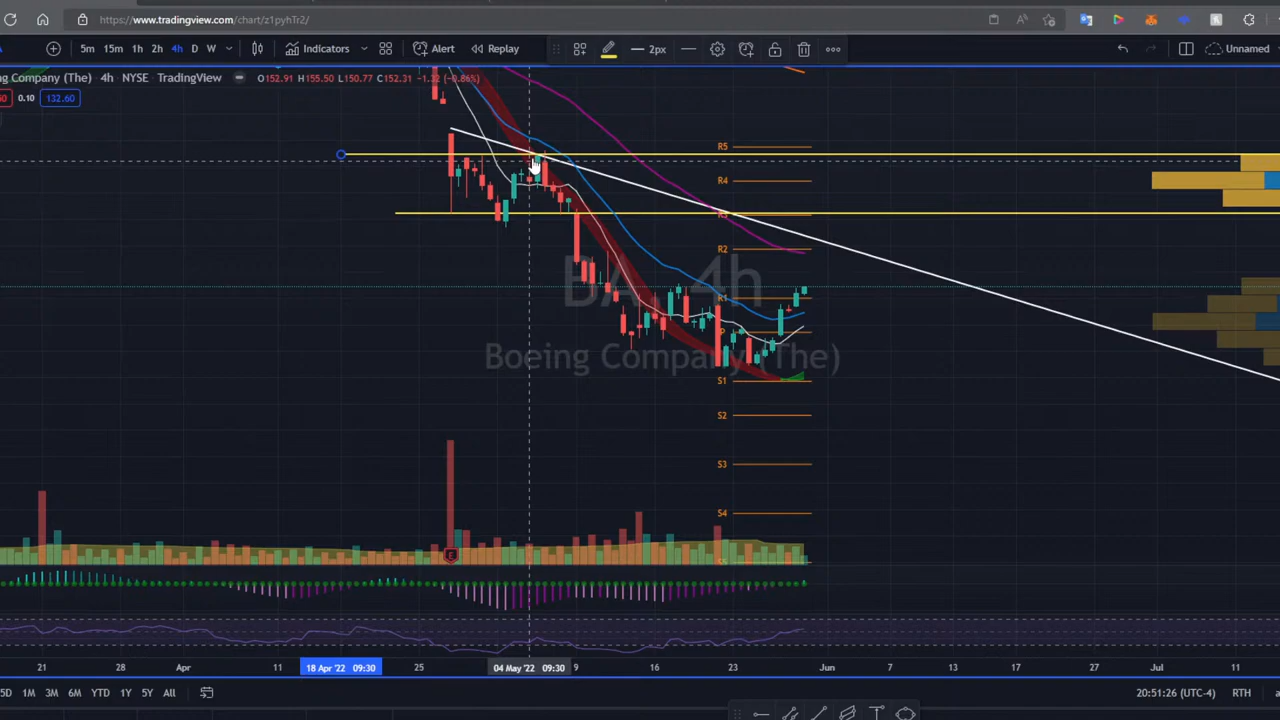 https://www.tradingview.com/chart/z1pyhTr2/
5m 15m 1h 2h 4h D W Indicators Alert Replay 2px Unnamed
ng Company (The) 4h NYSE TradingView O152.91 H155.50 L150.77 C152.31 -1.32 (-0.86%)
0.10 132.60
R5
R4
R3
R2
BA, 4h
R1
P
Boeing Company (The)
S1
S2
S3
S4
E
21 28 Apr 11 18 Apr '22 09:30 25 04 May '22 09:30 9 16 23 Jun 7 13 17 27 Jul 11
5D 1M 3M 6M YTD 1Y 5Y All 20:51:26 (UTC-4) RTH